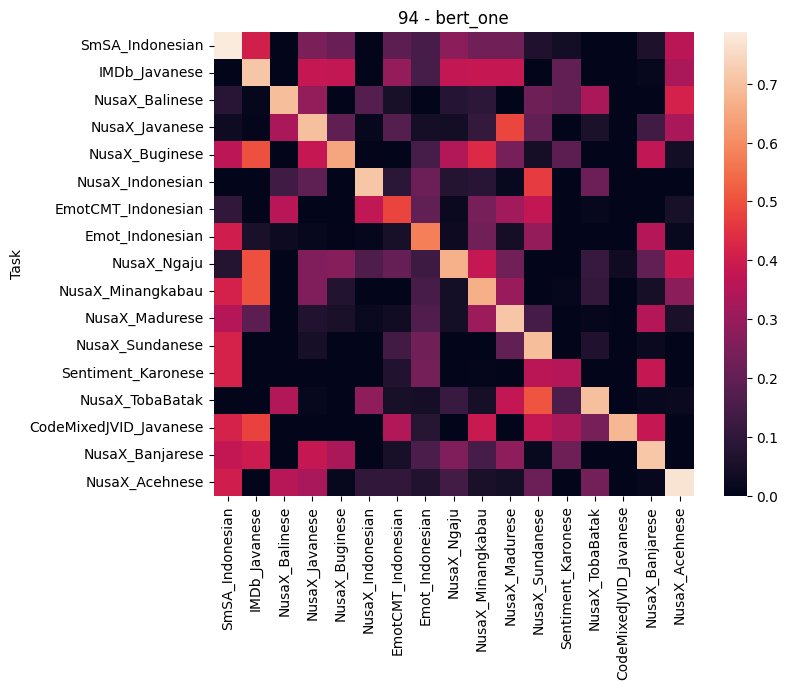 94 - bert_one
Task
SmSA_Indonesian
IMDb_Javanese
NusaX_Balinese
NusaX_Javanese
NusaX_Buginese
NusaX_Indonesian
EmotCMT_Indonesian
Emot_Indonesian
NusaX_Ngaju
NusaX_Minangkabau
NusaX_Madurese
NusaX_Sundanese
Sentiment_Karonese
NusaX_TobaBatak
CodeMixedJVID_Javanese
NusaX_Banjarese
NusaX_Acehnese
SmSA_Indonesian
IMDb_Javanese
NusaX_Balinese
NusaX_Javanese
NusaX_Buginese
NusaX_Indonesian
EmotCMT_Indonesian
Emot_Indonesian
NusaX_Ngaju
NusaX_Minangkabau
NusaX_Madurese
NusaX_Sundanese
Sentiment_Karonese
NusaX_TobaBatak
CodeMixedJVID_Javanese
NusaX_Banjarese
NusaX_Acehnese
0.7
0.6
0.5
0.4
0.3
0.2
0.1
0.0